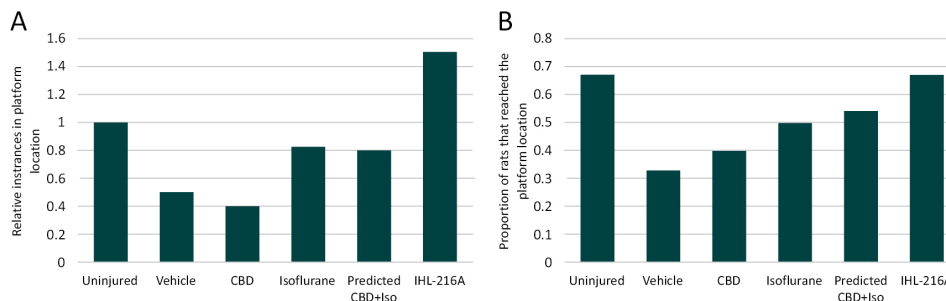 A
Relative instrances in platform
location
1.6
1.4
1.2
1
0.8
0.6
0.4
0.2
0
Uninjured Vehicle CBD Isoflurane Predicted IHL-216A
CBD+Iso
B
Proportion of rats that reached the
platform location
0.8
0.7
0.6
0.5
0.4
0.3
0.2
0.1
0
Uninjured Vehicle CBD Isoflurane Predicted IHL-216A
CBD+Iso